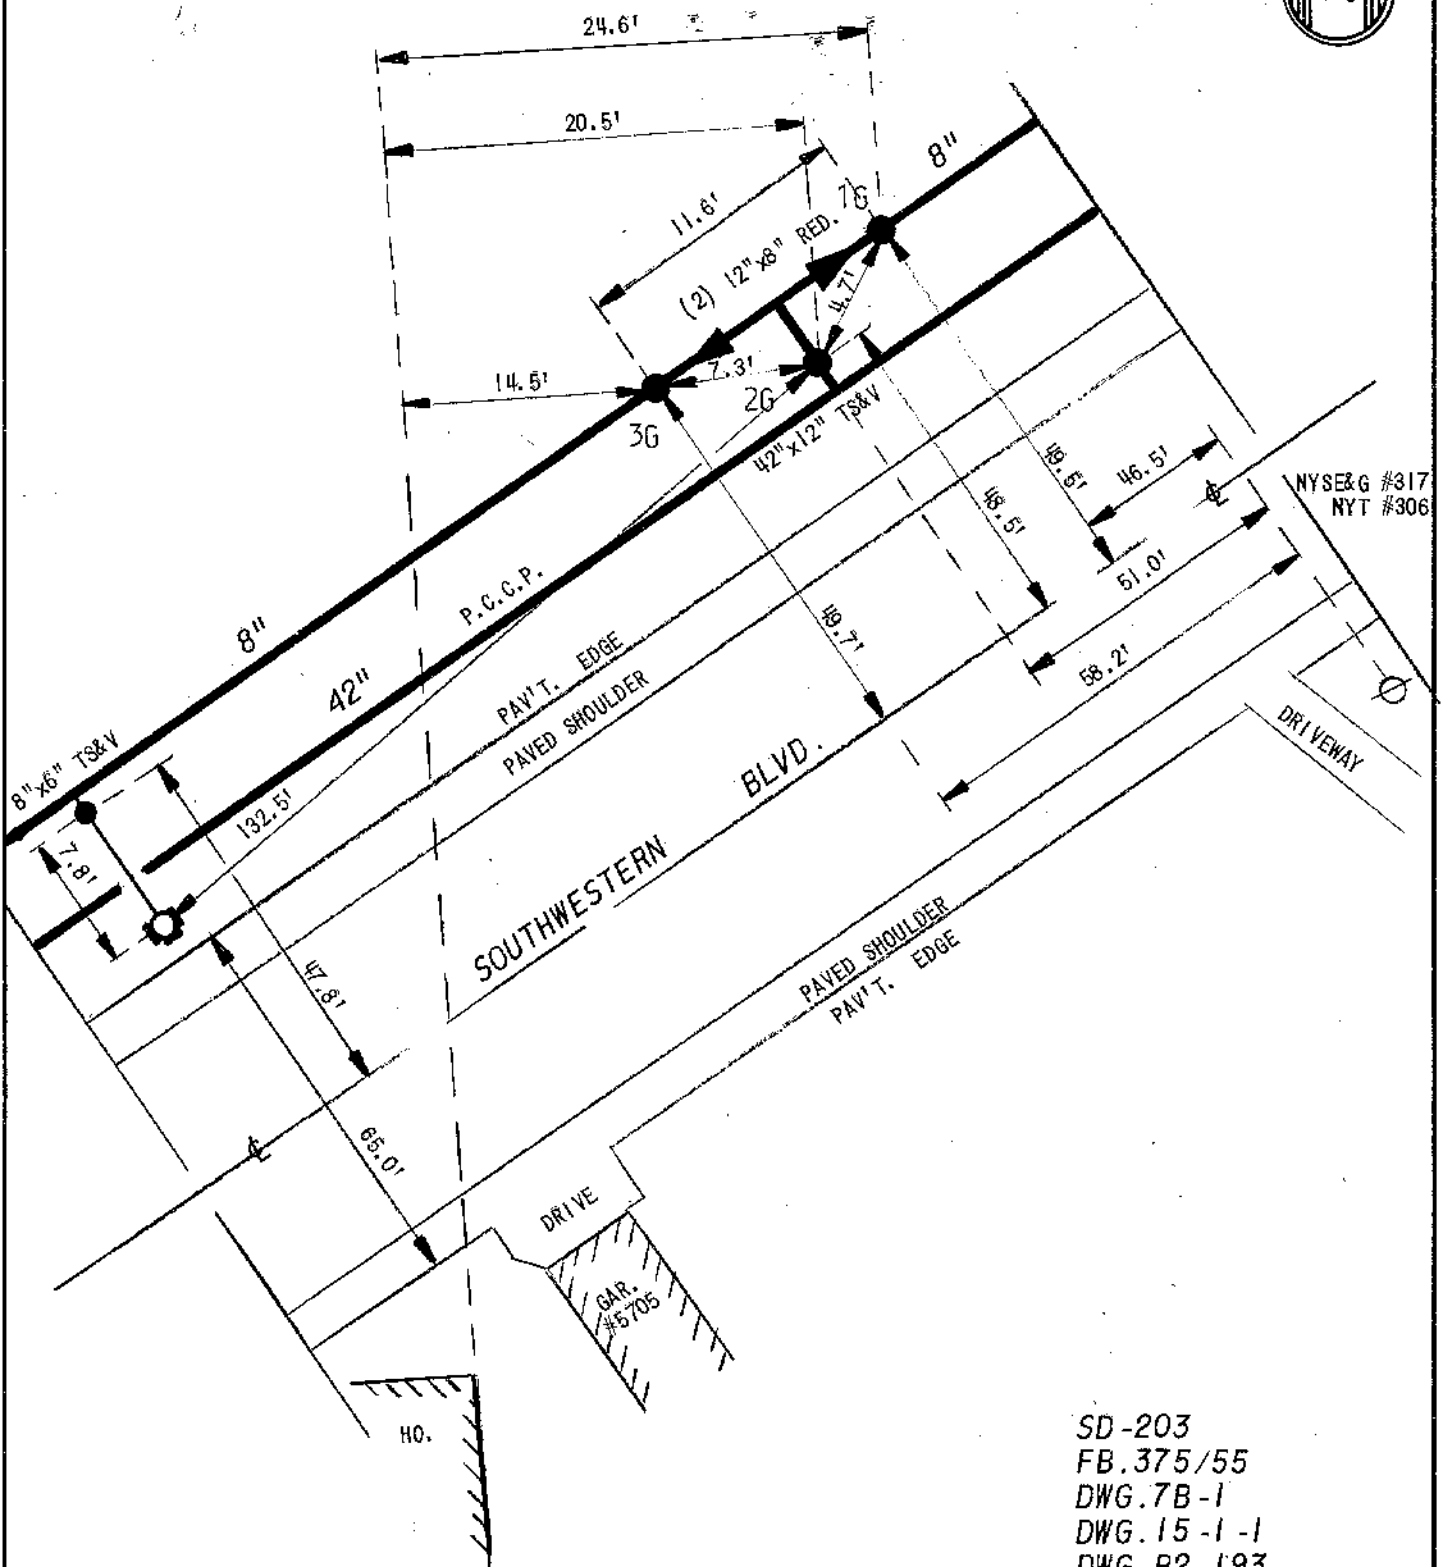 24.6'
20.5'
11.6'
8"
1G
(2) 12"x8" RED.
4.7'
7.3'
14.5'
2G
3G
42"x12" TS&V
49.5'
46.5'
48.5'
℄
NYSE&G #317
NYT #306
51.0'
58.2'
49.7'
P.C.C.P.
8"
42"
PAV'T. EDGE
PAVED SHOULDER
8"x6" TS&V
132.5'
7.8'
DRIVEWAY
SOUTHWESTERN BLVD.
47.8'
PAVED SHOULDER
PAV'T. EDGE
℄
65.0'
DRIVE
GAR.
#5705
HO.
SD-203
FB.375/55
DWG.7B-1
DWG.15-1-1